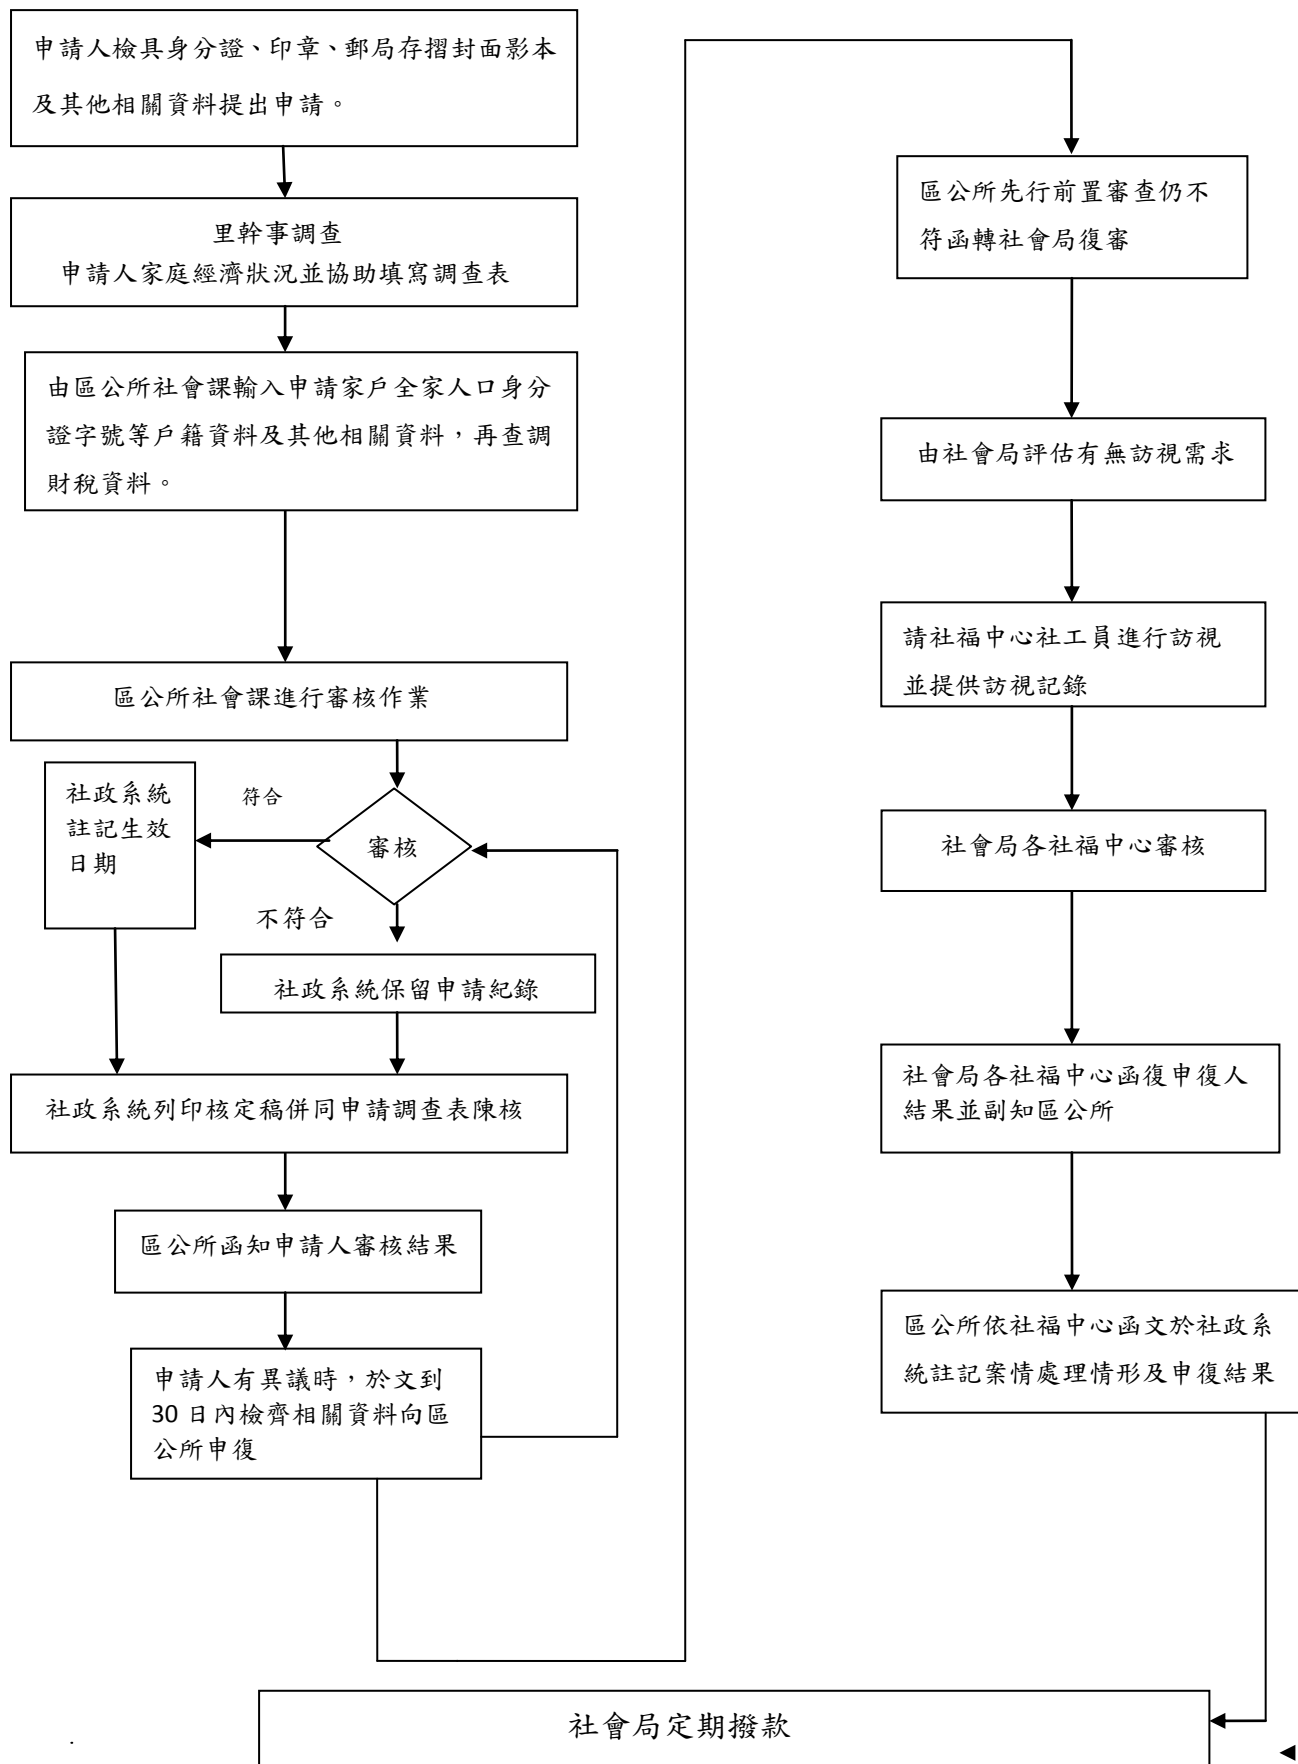 申請人檢具身分證、印章、郵局存摺封面影本
及其他相關資料提出申請。
里幹事調查
申請人家庭經濟狀況並協助填寫調查表
由區公所社會課輸入申請家戶全家人口身分
證字號等戶籍資料及其他相關資料，再查調
財稅資料。
區公所社會課進行審核作業
社政系統
註記生效
日期
符合
審核
不符合
社政系統保留申請紀錄
社政系統列印核定稿併同申請調查表陳核
區公所函知申請人審核結果
申請人有異議時，於文到
30 日內檢齊相關資料向區
公所申復
區公所先行前置審查仍不
符函轉社會局復審
由社會局評估有無訪視需求
請社福中心社工員進行訪視
並提供訪視記錄
社會局各社福中心審核
社會局各社福中心函復申復人
結果並副知區公所
區公所依社福中心函文於社政系
統註記案情處理情形及申復結果
社會局定期撥款